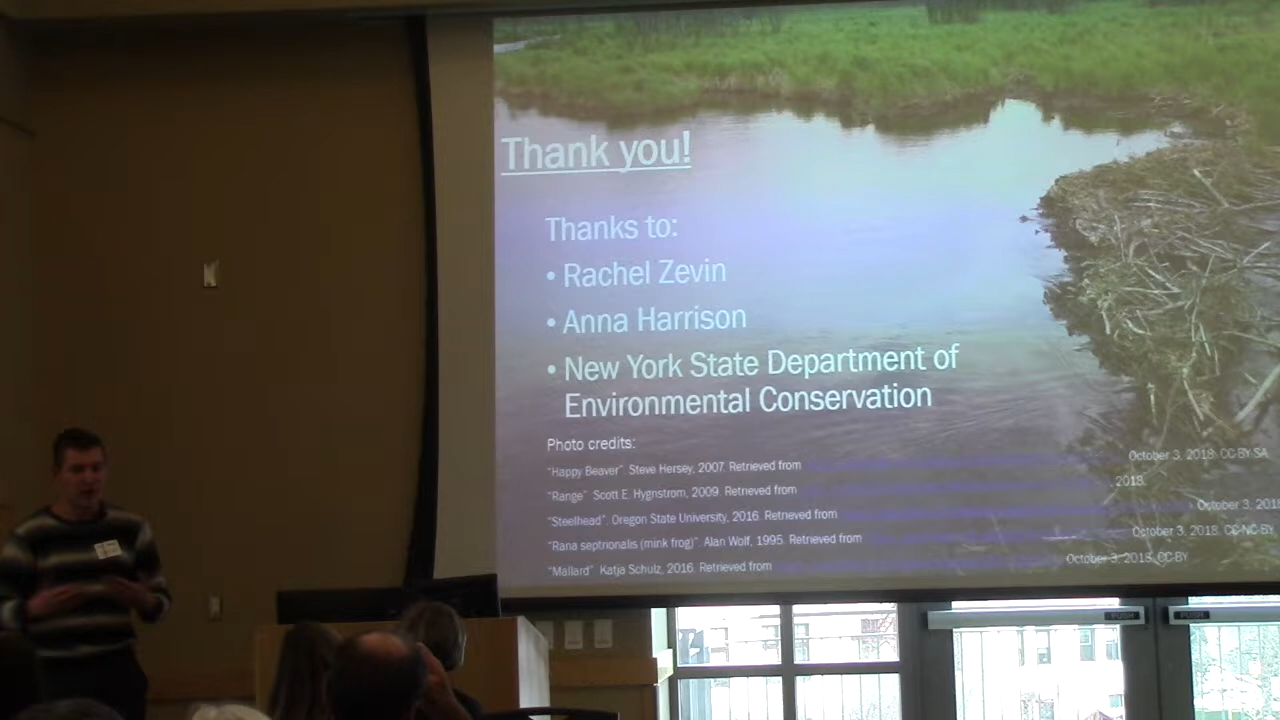 Thank you!
Thanks to:
• Rachel Zevin
• Anna Harrison
• New York State Department of
Environmental Conservation
Photo credits:
"Happy Beaver". Steve Hersey, 2007. Retrieved from October 3, 2018. CC-BY-SA
"Range" Scott E. Hygnstrom, 2009. Retrieved from , 2018.
"Steelhead". Oregon State University, 2016. Retrieved from October 3, 201
"Rana septrionalis (mink frog)". Alan Wolf, 1995. Retrieved from October 3, 2018. CC-NC-BY
"Mallard" Katja Schulz, 2016. Retrieved from October 3, 2018, CC-BY
PUSH
PUSH